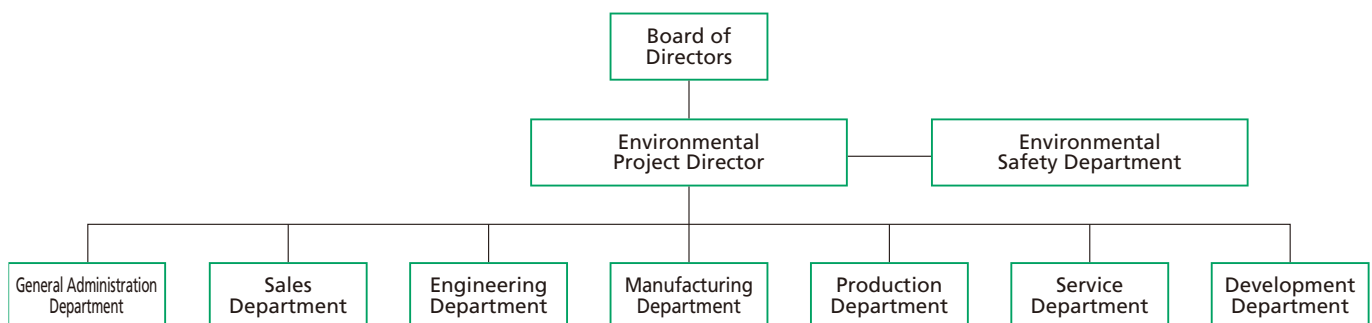 Board of
Directors
Environmental
Project Director
Environmental
Safety Department
General Administration
Department
Sales
Department
Engineering
Department
Manufacturing
Department
Production
Department
Service
Department
Development
Department